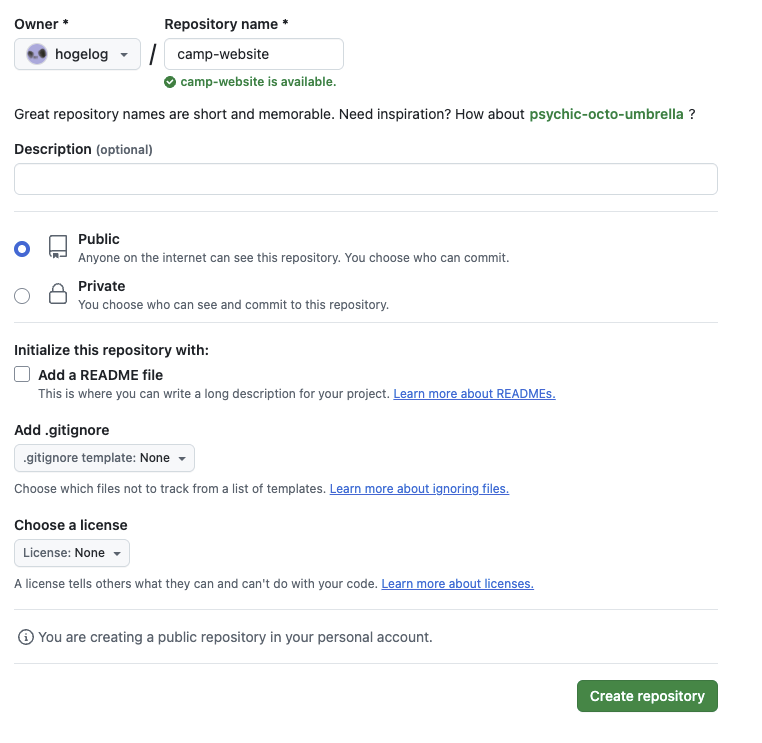 Owner * Repository name *
hogelog / camp-website
camp-website is available.
Great repository names are short and memorable. Need inspiration? How about psychic-octo-umbrella ?
Description (optional)
Public
Anyone on the internet can see this repository. You choose who can commit.
Private
You choose who can see and commit to this repository.
Initialize this repository with:
Add a README file
This is where you can write a long description for your project. Learn more about READMEs.
Add .gitignore
.gitignore template: None
Choose which files not to track from a list of templates. Learn more about ignoring files.
Choose a license
License: None
A license tells others what they can and can't do with your code. Learn more about licenses.
You are creating a public repository in your personal account.
Create repository